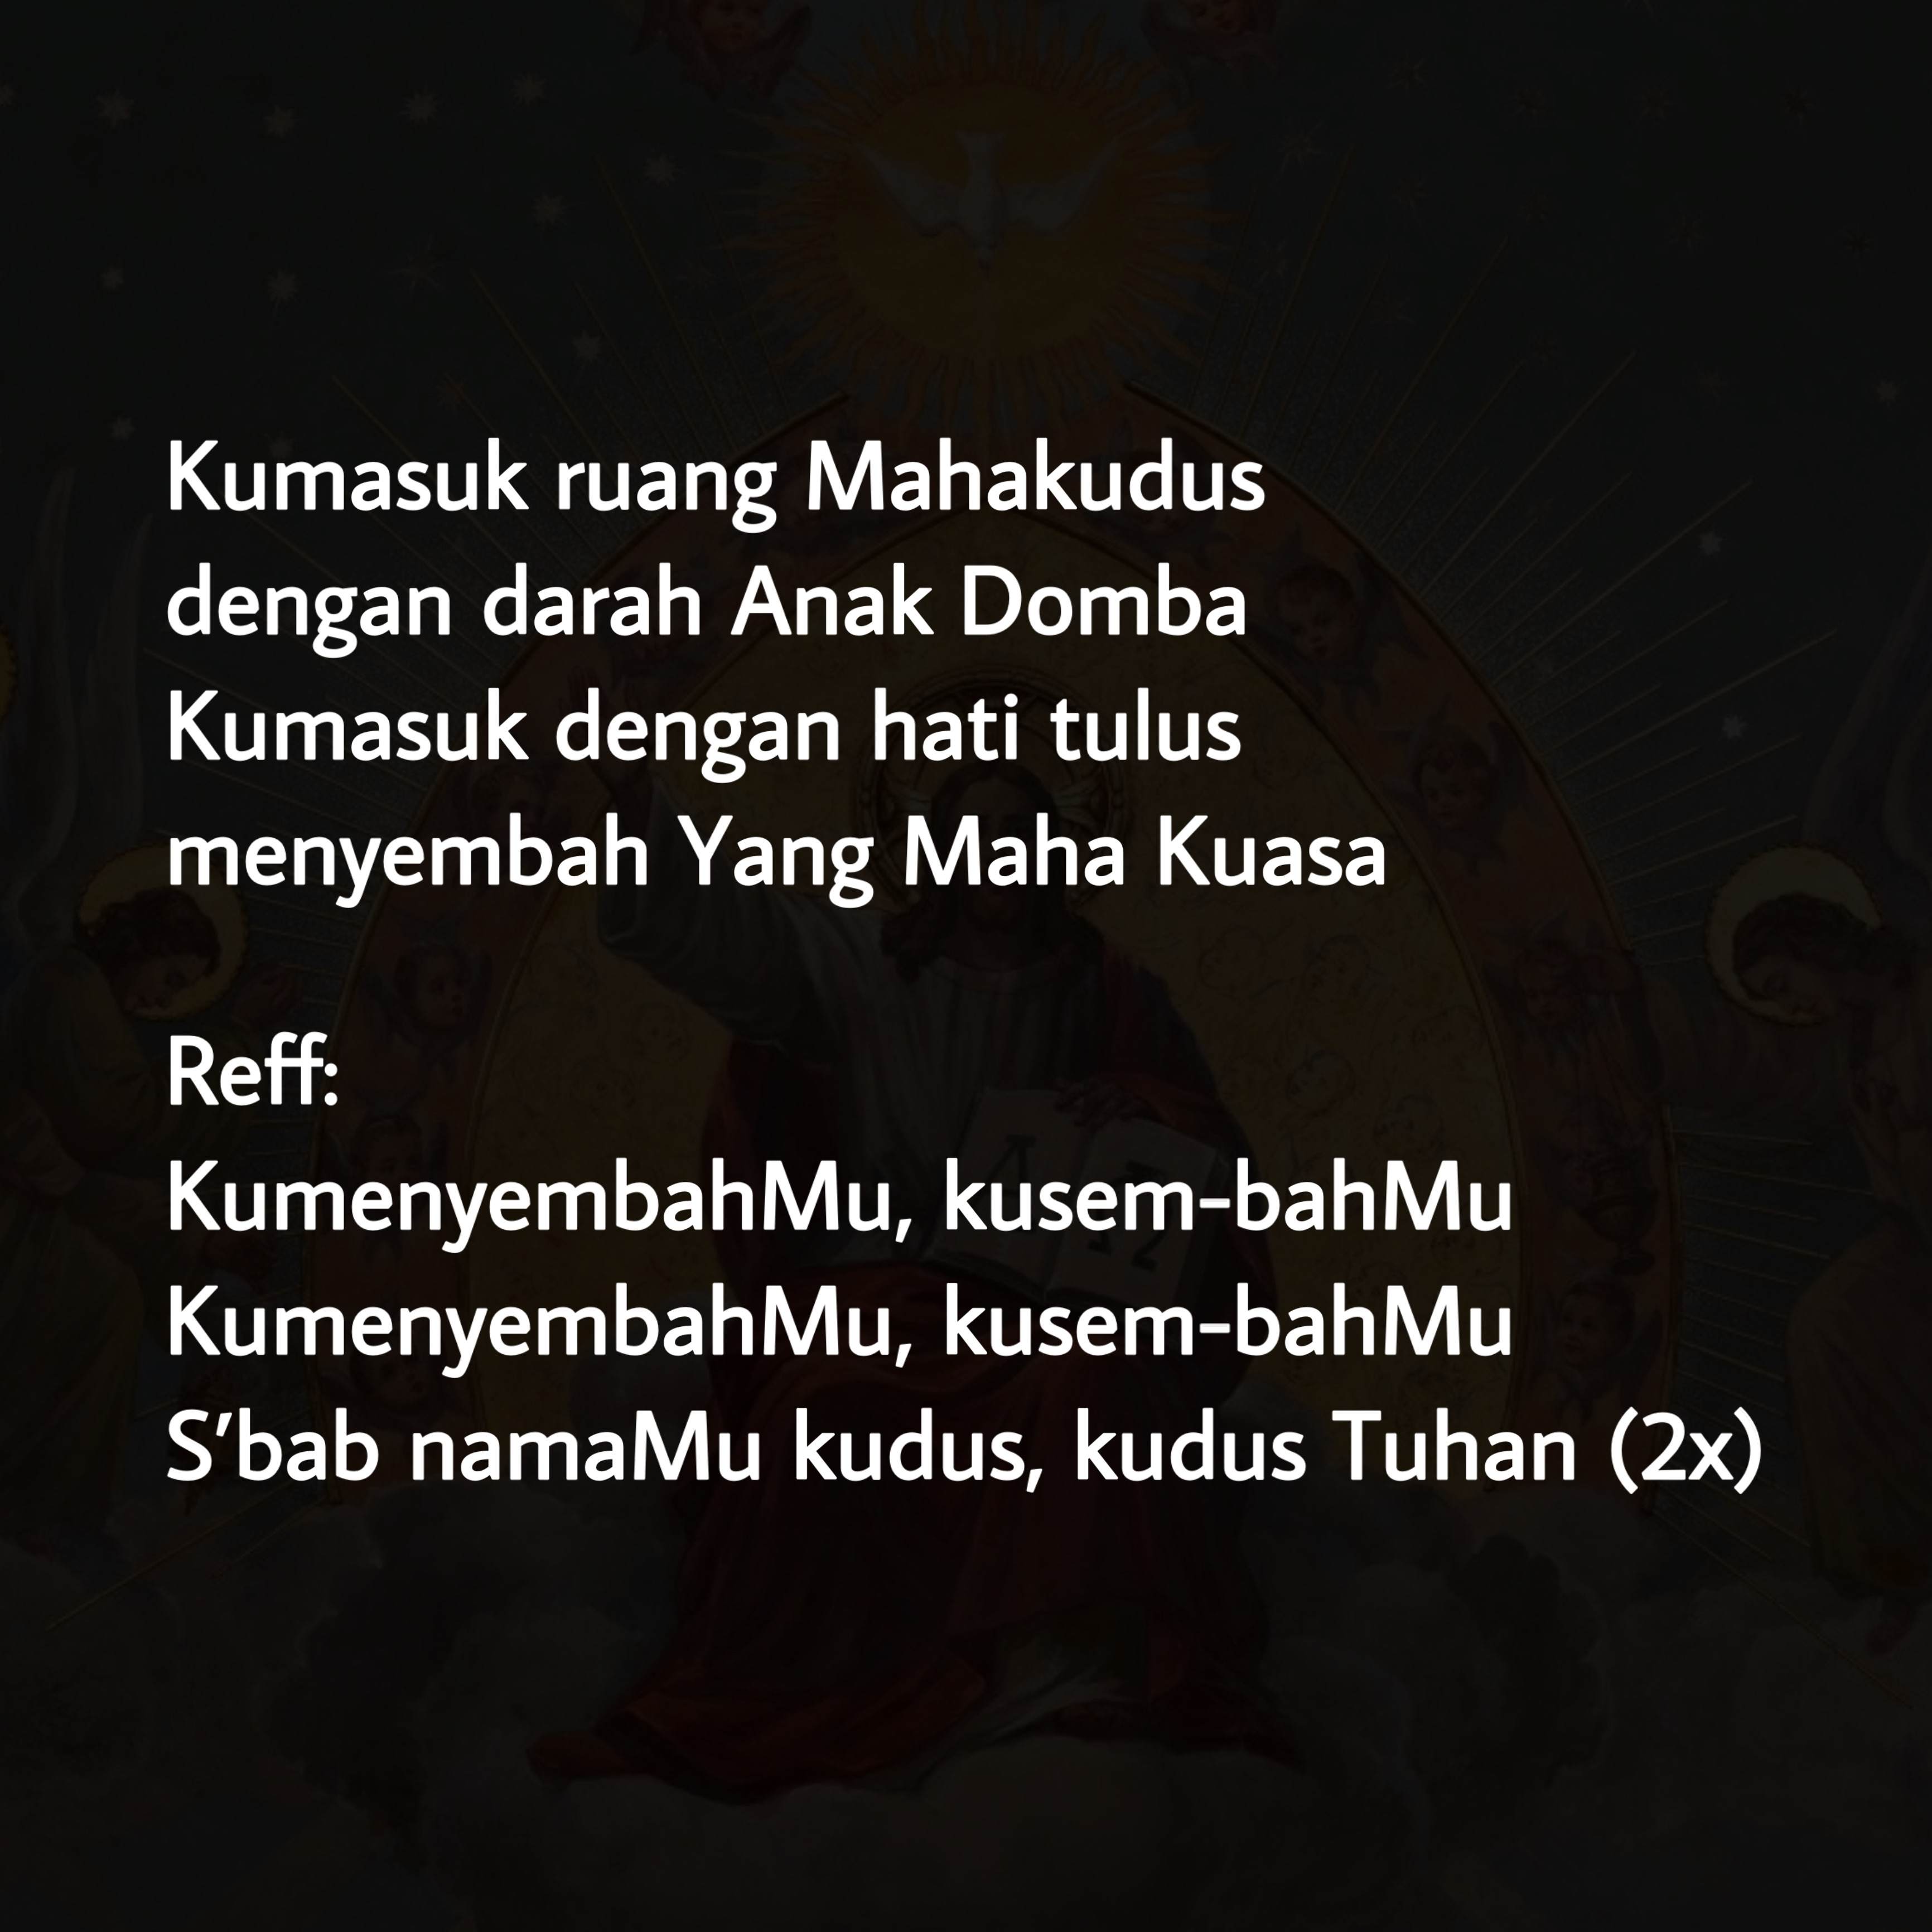 Kumasuk ruang Mahakudus
dengan darah Anak Domba
Kumasuk dengan hati tulus
menyembah Yang Maha Kuasa
Reff:
KumenyembahMu, kusem-bahMu
KumenyembahMu, kusem-bahMu
S'bab namaMu kudus, kudus Tuhan (2x)